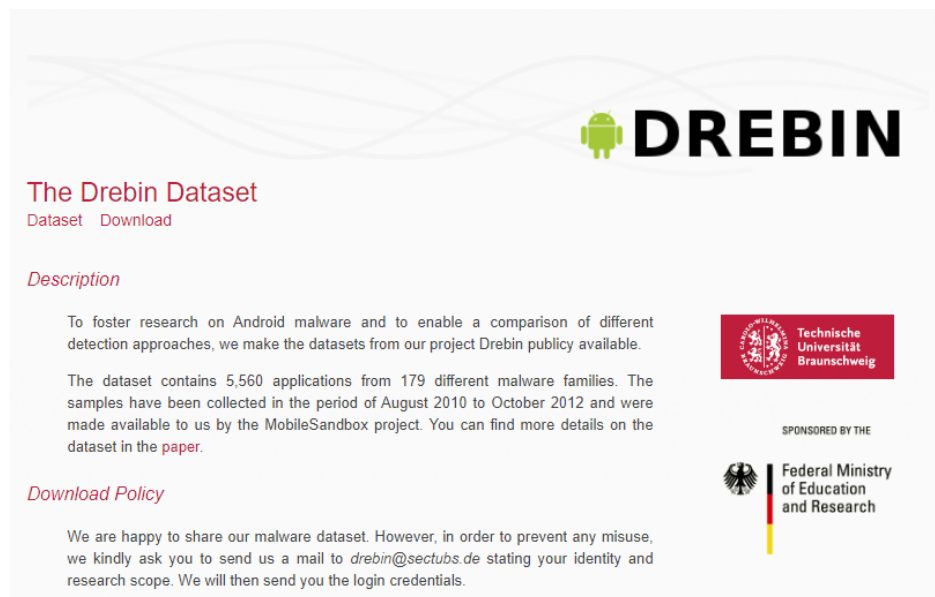 DREBIN
The Drebin Dataset
Dataset Download
Description
To foster research on Android malware and to enable a comparison of different
detection approaches, we make the datasets from our project Drebin publicy available.
The dataset contains 5,560 applications from 179 different malware families. The
samples have been collected in the period of August 2010 to October 2012 and were
made available to us by the MobileSandbox project. You can find more details on the
dataset in the paper.
Download Policy
We are happy to share our malware dataset. However, in order to prevent any misuse,
we kindly ask you to send us a mail to drebin@sectubs.de stating your identity and
research scope. We will then send you the login credentials.
CAROLO-WILHELMINA
BRAUNSCHWEIG
Technische
Universität
Braunschweig
SPONSORED BY THE
Federal Ministry
of Education
and Research